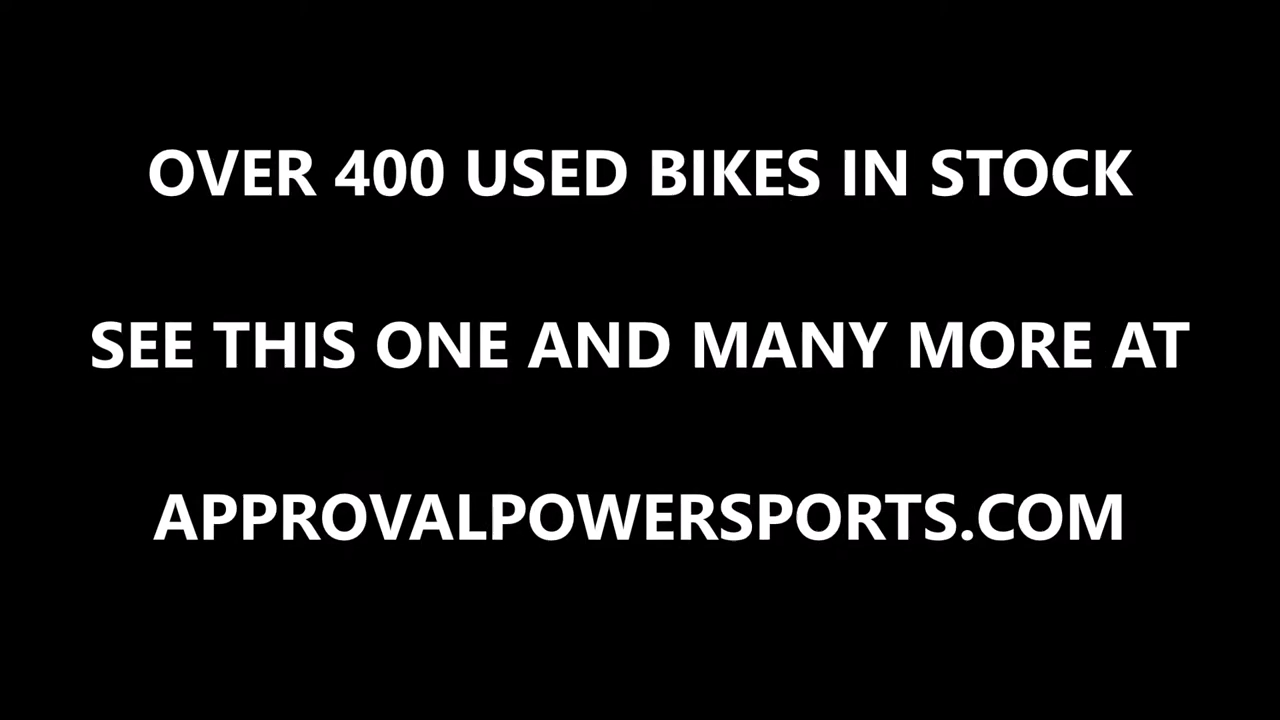 OVER 400 USED BIKES IN STOCK
SEE THIS ONE AND MANY MORE AT
APPROVALPOWERSPORTS.COM